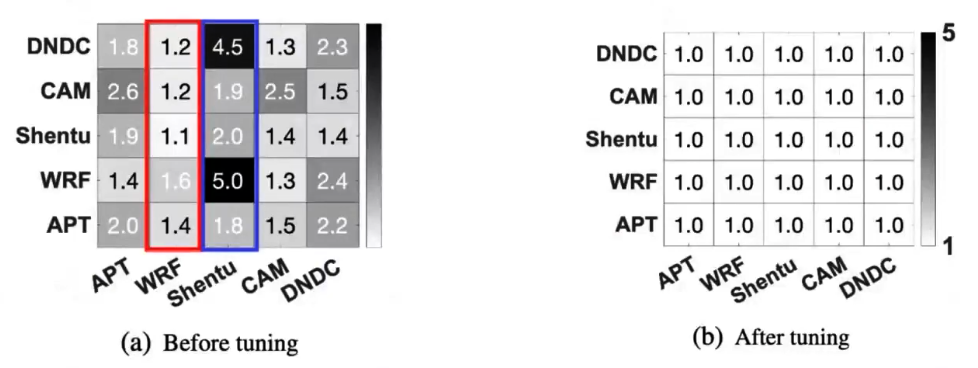 DNDC 1.8 1.2 4.5 1.3 2.3
CAM 2.6 1.2 1.9 2.5 1.5
Shentu 1.9 1.1 2.0 1.4 1.4
WRF 1.4 1.6 5.0 1.3 2.4
APT 2.0 1.4 1.8 1.5 2.2
APT WRF Shentu CAM DNDC
(a) Before tuning
5
DNDC 1.0 1.0 1.0 1.0 1.0
CAM 1.0 1.0 1.0 1.0 1.0
Shentu 1.0 1.0 1.0 1.0 1.0
WRF 1.0 1.0 1.0 1.0 1.0
APT 1.0 1.0 1.0 1.0 1.0
1
APT WRF Shentu CAM DNDC
(b) After tuning